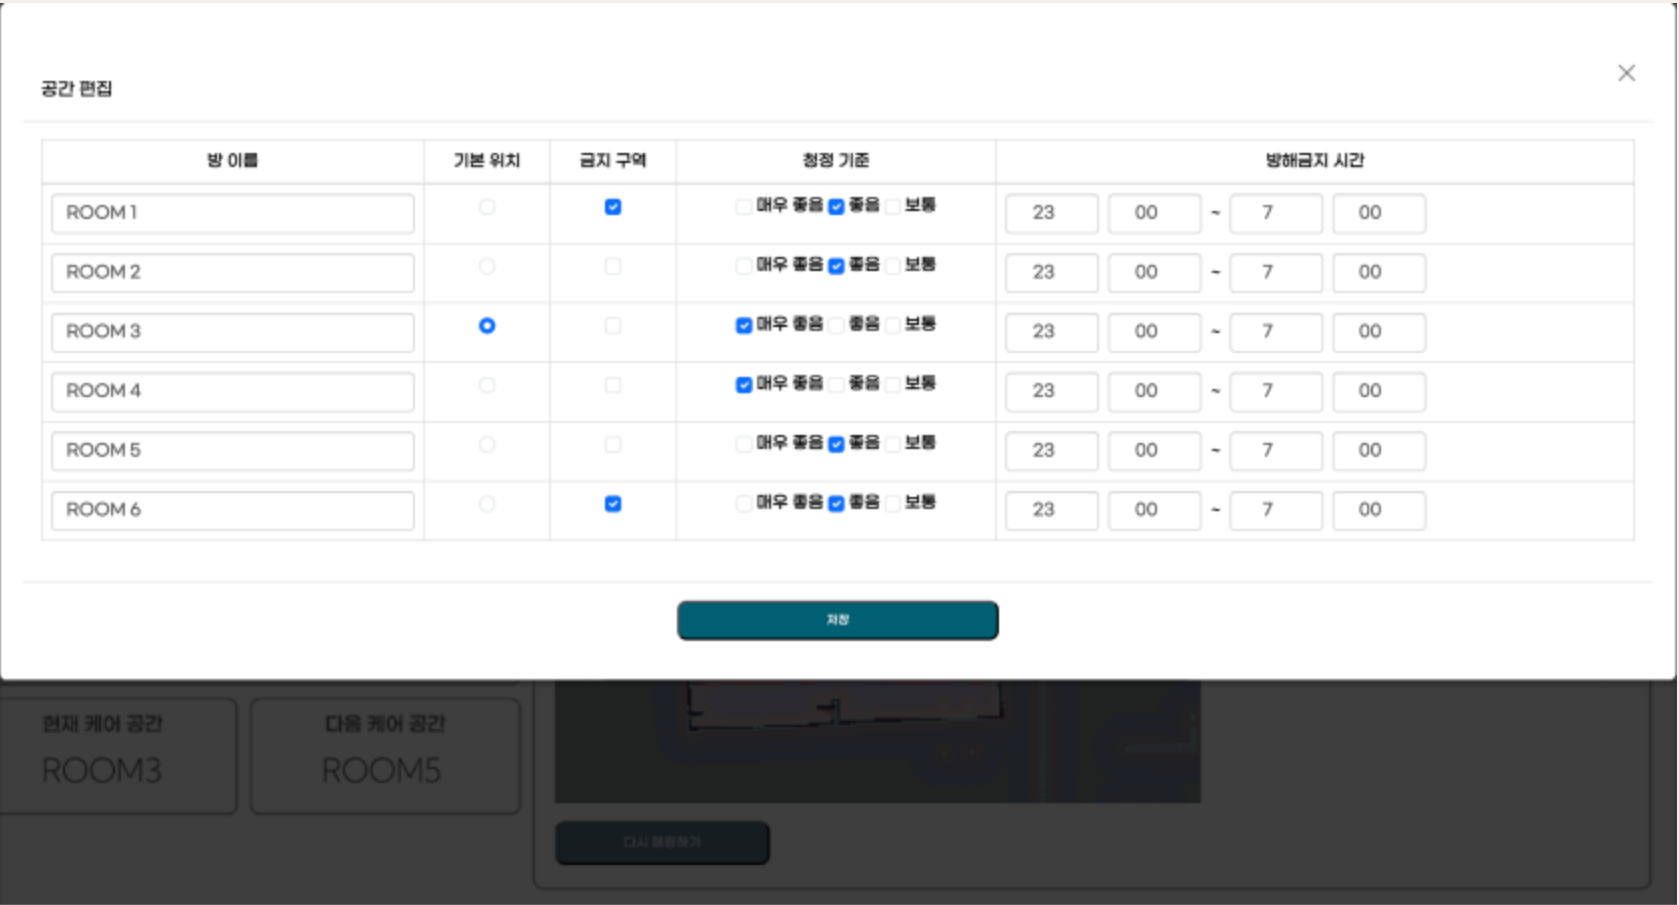 공간 편집
방 이름 기본 위치 금지 구역 청정 기준 방해금지 시간
ROOM 1 매우 좋음 좋음 보통 23 00 ~ 7 00
ROOM 2 매우 좋음 좋음 보통 23 00 ~ 7 00
ROOM 3 매우 좋음 좋음 보통 23 00 ~ 7 00
ROOM 4 매우 좋음 좋음 보통 23 00 ~ 7 00
ROOM 5 매우 좋음 좋음 보통 23 00 ~ 7 00
ROOM 6 매우 좋음 좋음 보통 23 00 ~ 7 00
저장
현재 케어 공간 다음 케어 공간
ROOM3 ROOM5
다시 맵핑하기